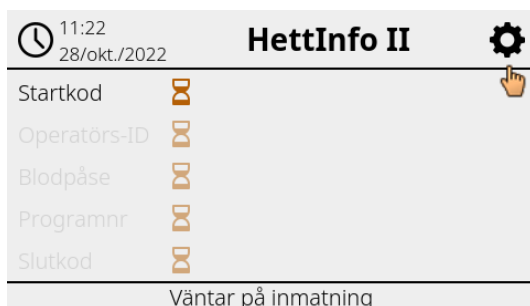 11:22
28/okt./2022
HettInfo II
Startkod
Operatörs-ID
Blodpåse
Programnr
Slutkod
Väntar på inmatning